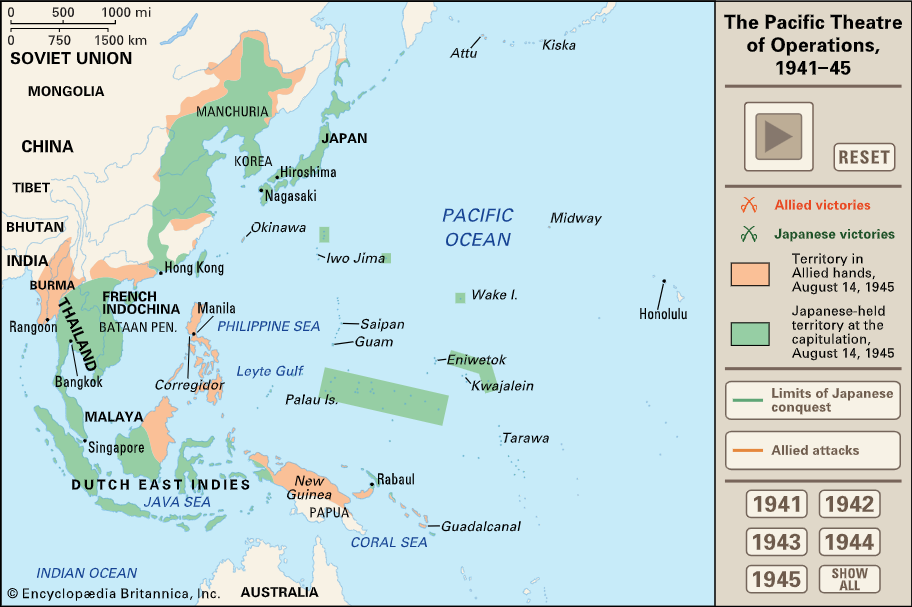 0 500 1000 mi
0 750 1500 km
SOVIET UNION
MONGOLIA
CHINA
TIBET
BHUTAN
INDIA
BURMA
Rangoon
THAILAND
Bangkok
FRENCH
INDOCHINA
BATAAN PEN.
MALAYA
Singapore
DUTCH EAST INDIES
JAVA SEA
INDIAN OCEAN
© Encyclopædia Britannica, Inc.
AUSTRALIA
MANCHURIA
KOREA
JAPAN
Hiroshima
Nagasaki
Okinawa
Iwo Jima
Hong Kong
Manila
PHILIPPINE SEA
Corregidor
Leyte Gulf
Saipan
Guam
Palau Is.
New
Guinea
PAPUA
Rabaul
Guadalcanal
CORAL SEA
Attu
Kiska
PACIFIC
OCEAN
Midway
Wake I.
Honolulu
Eniwetok
Kwajalein
Tarawa
The Pacific Theatre
of Operations,
1941–45
RESET
Allied victories
Japanese victories
Territory in
Allied hands,
August 14, 1945
Japanese-held
territory at the
capitulation,
August 14, 1945
Limits of Japanese
conquest
Allied attacks
1941 1942
1943 1944
1945 SHOW
ALL